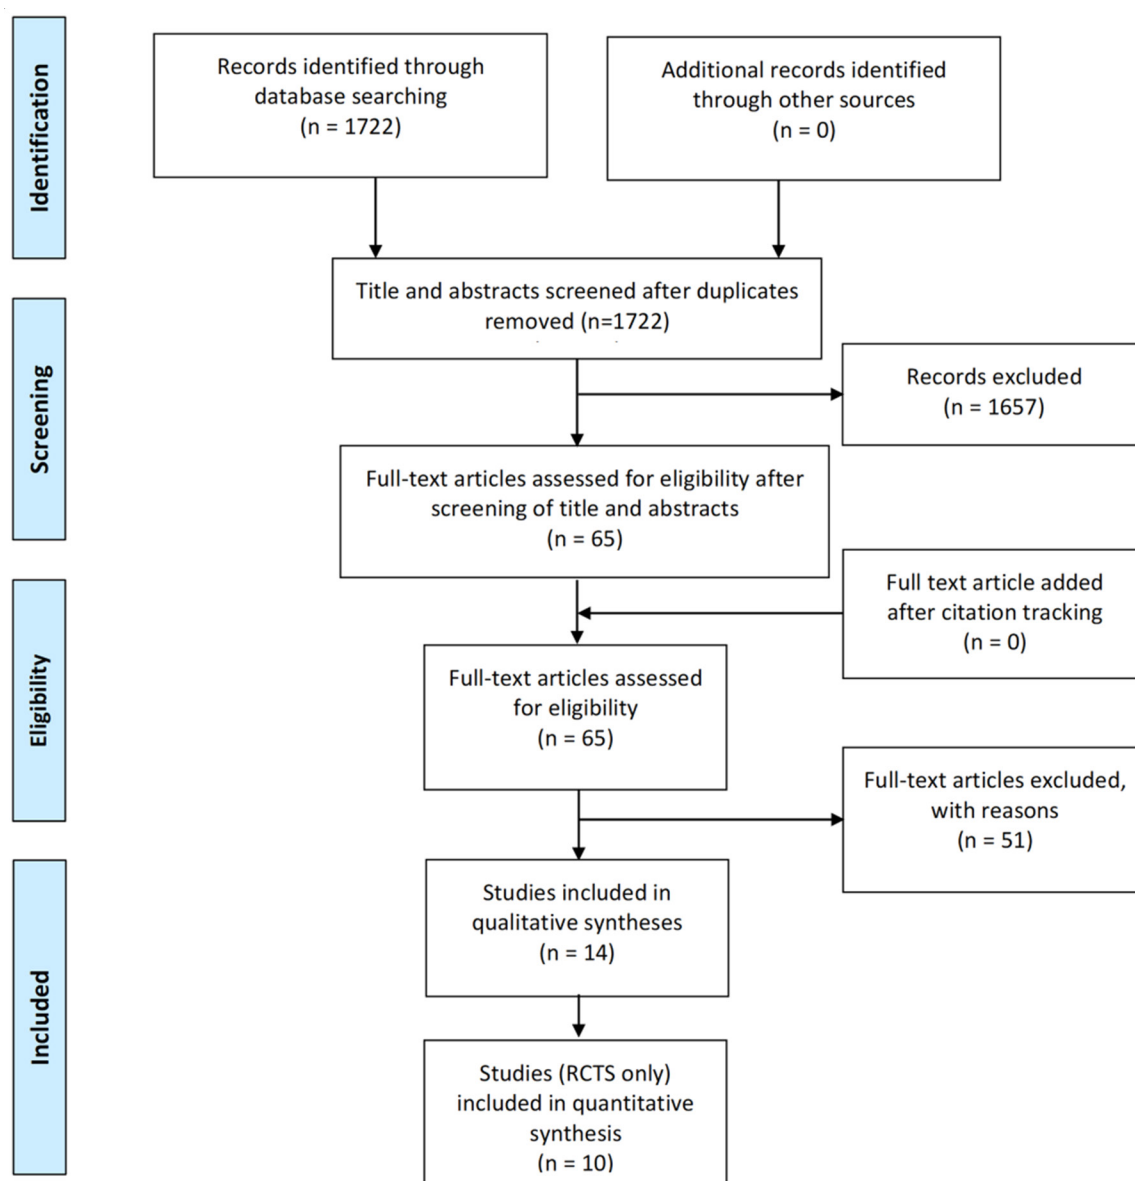 Identification
Records identified through
database searching
(n = 1722)
Additional records identified
through other sources
(n = 0)
Title and abstracts screened after duplicates
removed (n=1722)
Screening
Records excluded
(n = 1657)
Full-text articles assessed for eligibility after
screening of title and abstracts
(n = 65)
Full text article added
after citation tracking
(n = 0)
Eligibility
Full-text articles assessed
for eligibility
(n = 65)
Full-text articles excluded,
with reasons
(n = 51)
Included
Studies included in
qualitative syntheses
(n = 14)
Studies (RCTS only)
included in quantitative
synthesis
(n = 10)